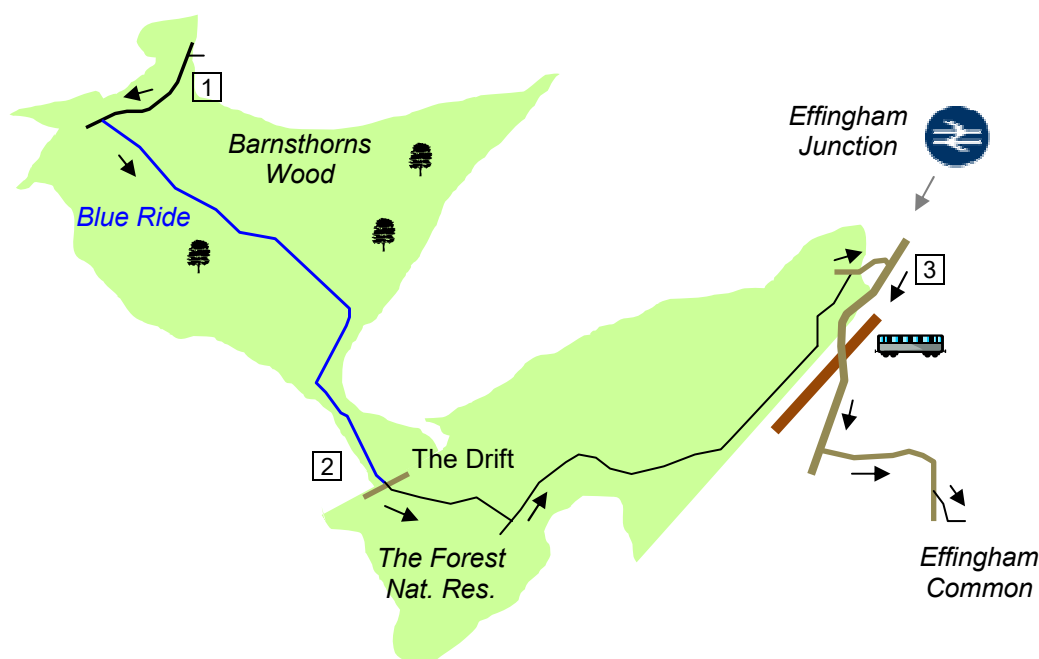 1
Barnsthorns
Wood
Blue Ride
Effingham
Junction
3
2
The Drift
The Forest
Nat. Res.
Effingham
Common